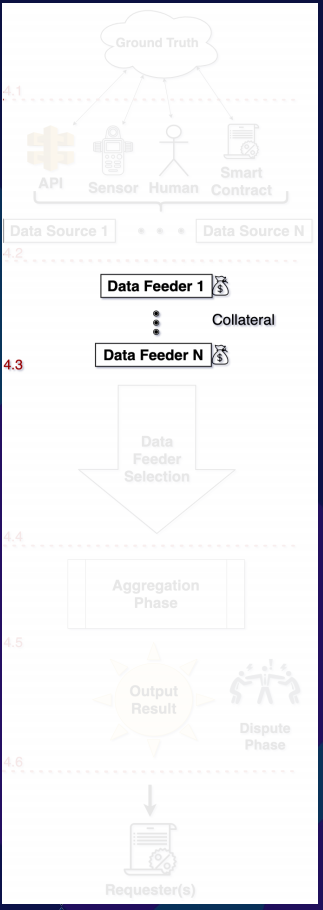 Ground Truth
4.1
API
Sensor
Human
Smart
Contract
Data Source 1
Data Source N
4.2
Data Feeder 1
$
Collateral
Data Feeder N
$
4.3
Data
Feeder
Selection
4.4
Aggregation
Phase
4.5
Output
Result
Dispute
Phase
4.6
Requester(s)